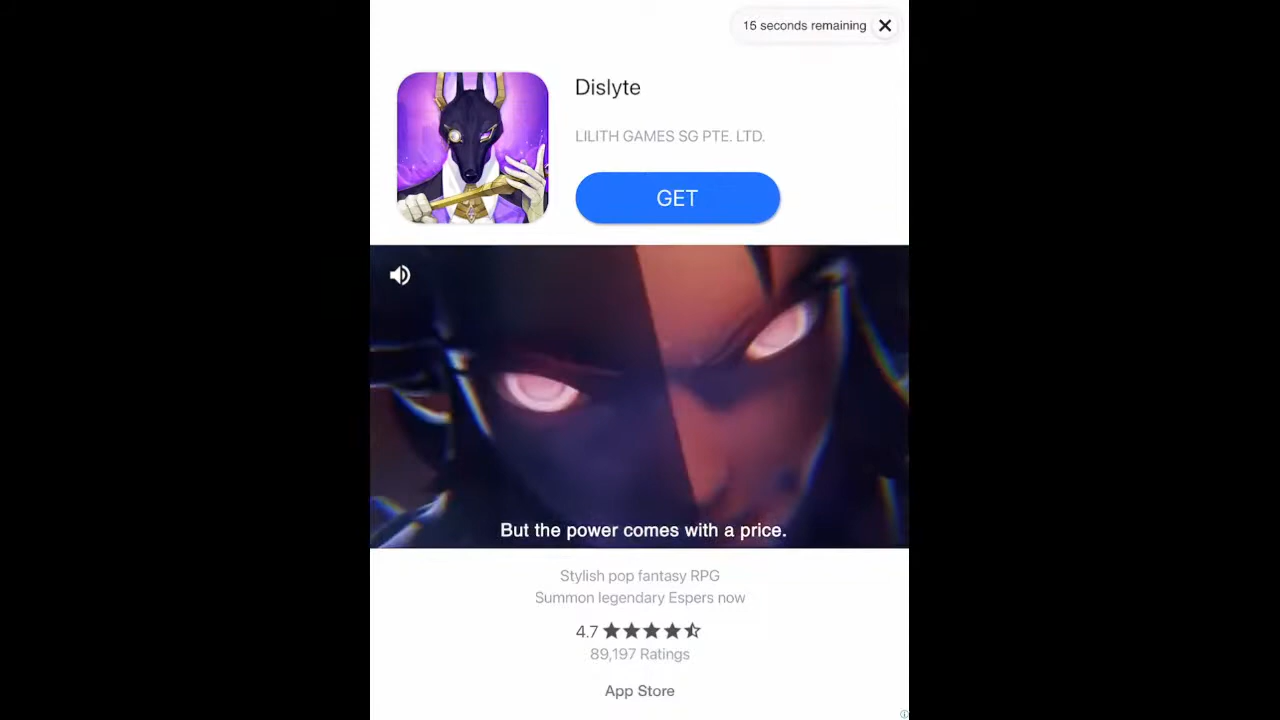 15 seconds remaining
Dislyte
LILITH GAMES SG PTE. LTD.
GET
But the power comes with a price.
Stylish pop fantasy RPG
Summon legendary Espers now
4.7
89,197 Ratings
App Store